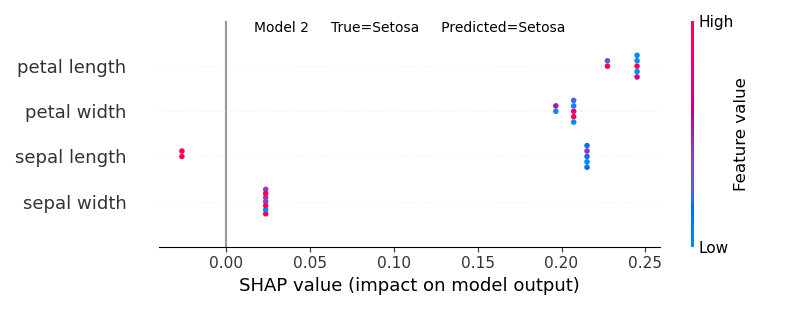 Model 2 True=Setosa Predicted=Setosa
High
petal length
petal width
sepal length
sepal width
Feature value
Low
0.00 0.05 0.10 0.15 0.20 0.25
SHAP value (impact on model output)